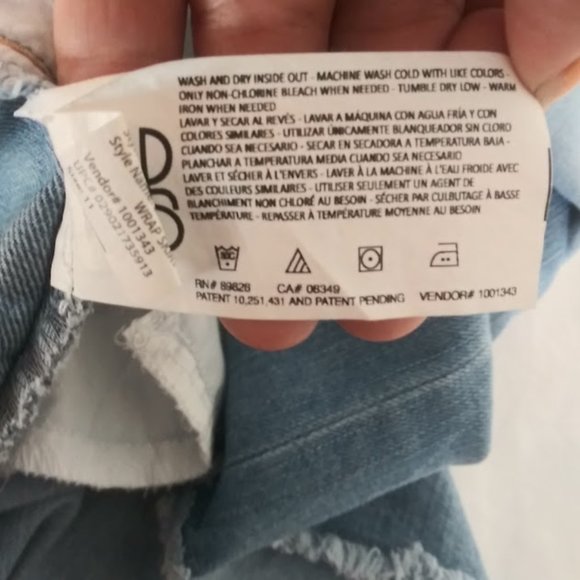 WASH AND DRY INSIDE OUT - MACHINE WASH COLD WITH LIKE COLORS -
ONLY NON-CHLORINE BLEACH WHEN NEEDED - TUMBLE DRY LOW - WARM
IRON WHEN NEEDED
LAVAR Y SECAR AL REVÉS - LAVAR A MÁQUINA CON AGUA FRÍA Y CON
COLORES SIMILARES - UTILIZAR ÚNICAMENTE BLANQUEADOR SIN CLORO
CUANDO SEA NECESARIO - SECAR EN SECADORA A TEMPERATURA BAJA -
PLANCHAR A TEMPERATURA MEDIA CUANDO SEA NECESARIO
LAVER ET SÉCHER À L'ENVERS - LAVER À LA MACHINE À L'EAU FROIDE AVEC
DES COULEURS SIMILAIRES - UTILISER SEULEMENT UN AGENT DE
BLANCHIMENT NON CHLORÉ AU BESOIN - SÉCHER PAR CULBUTAGE À BASSE
TEMPÉRATURE - REPASSER À TEMPÉRATURE MOYENNE AU BESOIN
RN# 89828 CA# 06349
PATENT 10,251,431 AND PATENT PENDING VENDOR# 1001343
Style WRAP
Vendor# 1001343
UPC# 029021735913